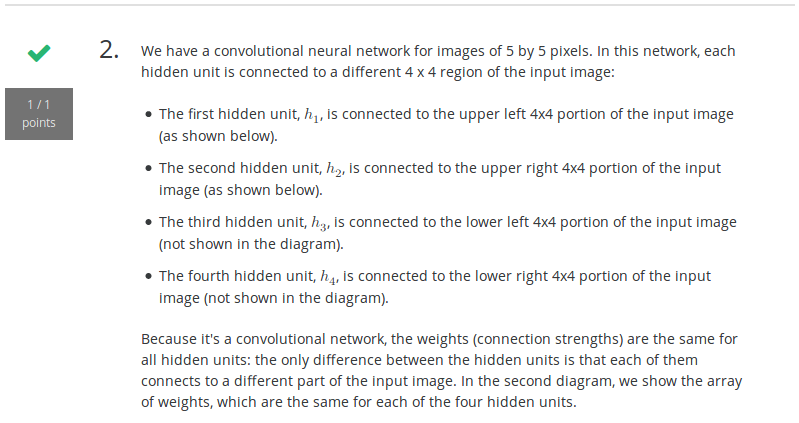 2. We have a convolutional neural network for images of 5 by 5 pixels. In this network, each
hidden unit is connected to a different 4 x 4 region of the input image:
1 / 1
points
• The first hidden unit, h₁, is connected to the upper left 4x4 portion of the input image
(as shown below).
• The second hidden unit, h₂, is connected to the upper right 4x4 portion of the input
image (as shown below).
• The third hidden unit, h₃, is connected to the lower left 4x4 portion of the input image
(not shown in the diagram).
• The fourth hidden unit, h₄, is connected to the lower right 4x4 portion of the input
image (not shown in the diagram).
Because it's a convolutional network, the weights (connection strengths) are the same for
all hidden units: the only difference between the hidden units is that each of them
connects to a different part of the input image. In the second diagram, we show the array
of weights, which are the same for each of the four hidden units.